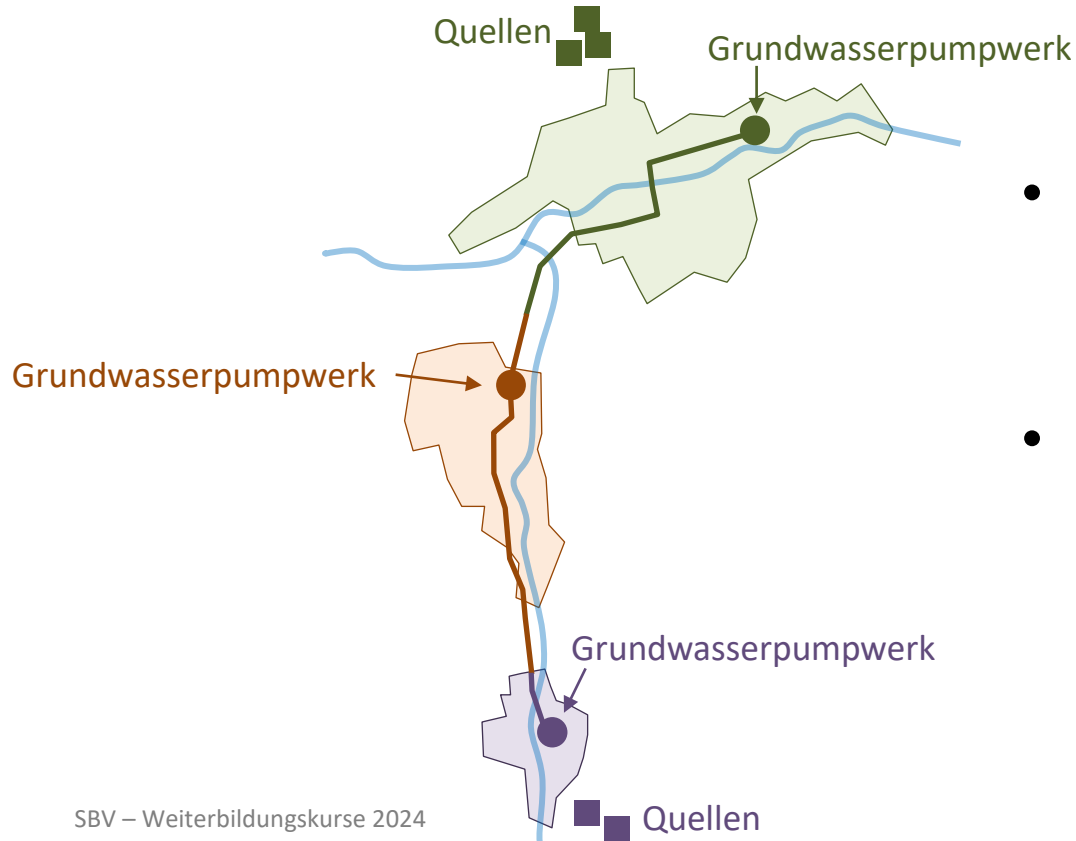 Quellen
Grundwasserpumpwerk
•
Grundwasserpumpwerk
•
Grundwasserpumpwerk
SBV – Weiterbildungskurse 2024
Quellen